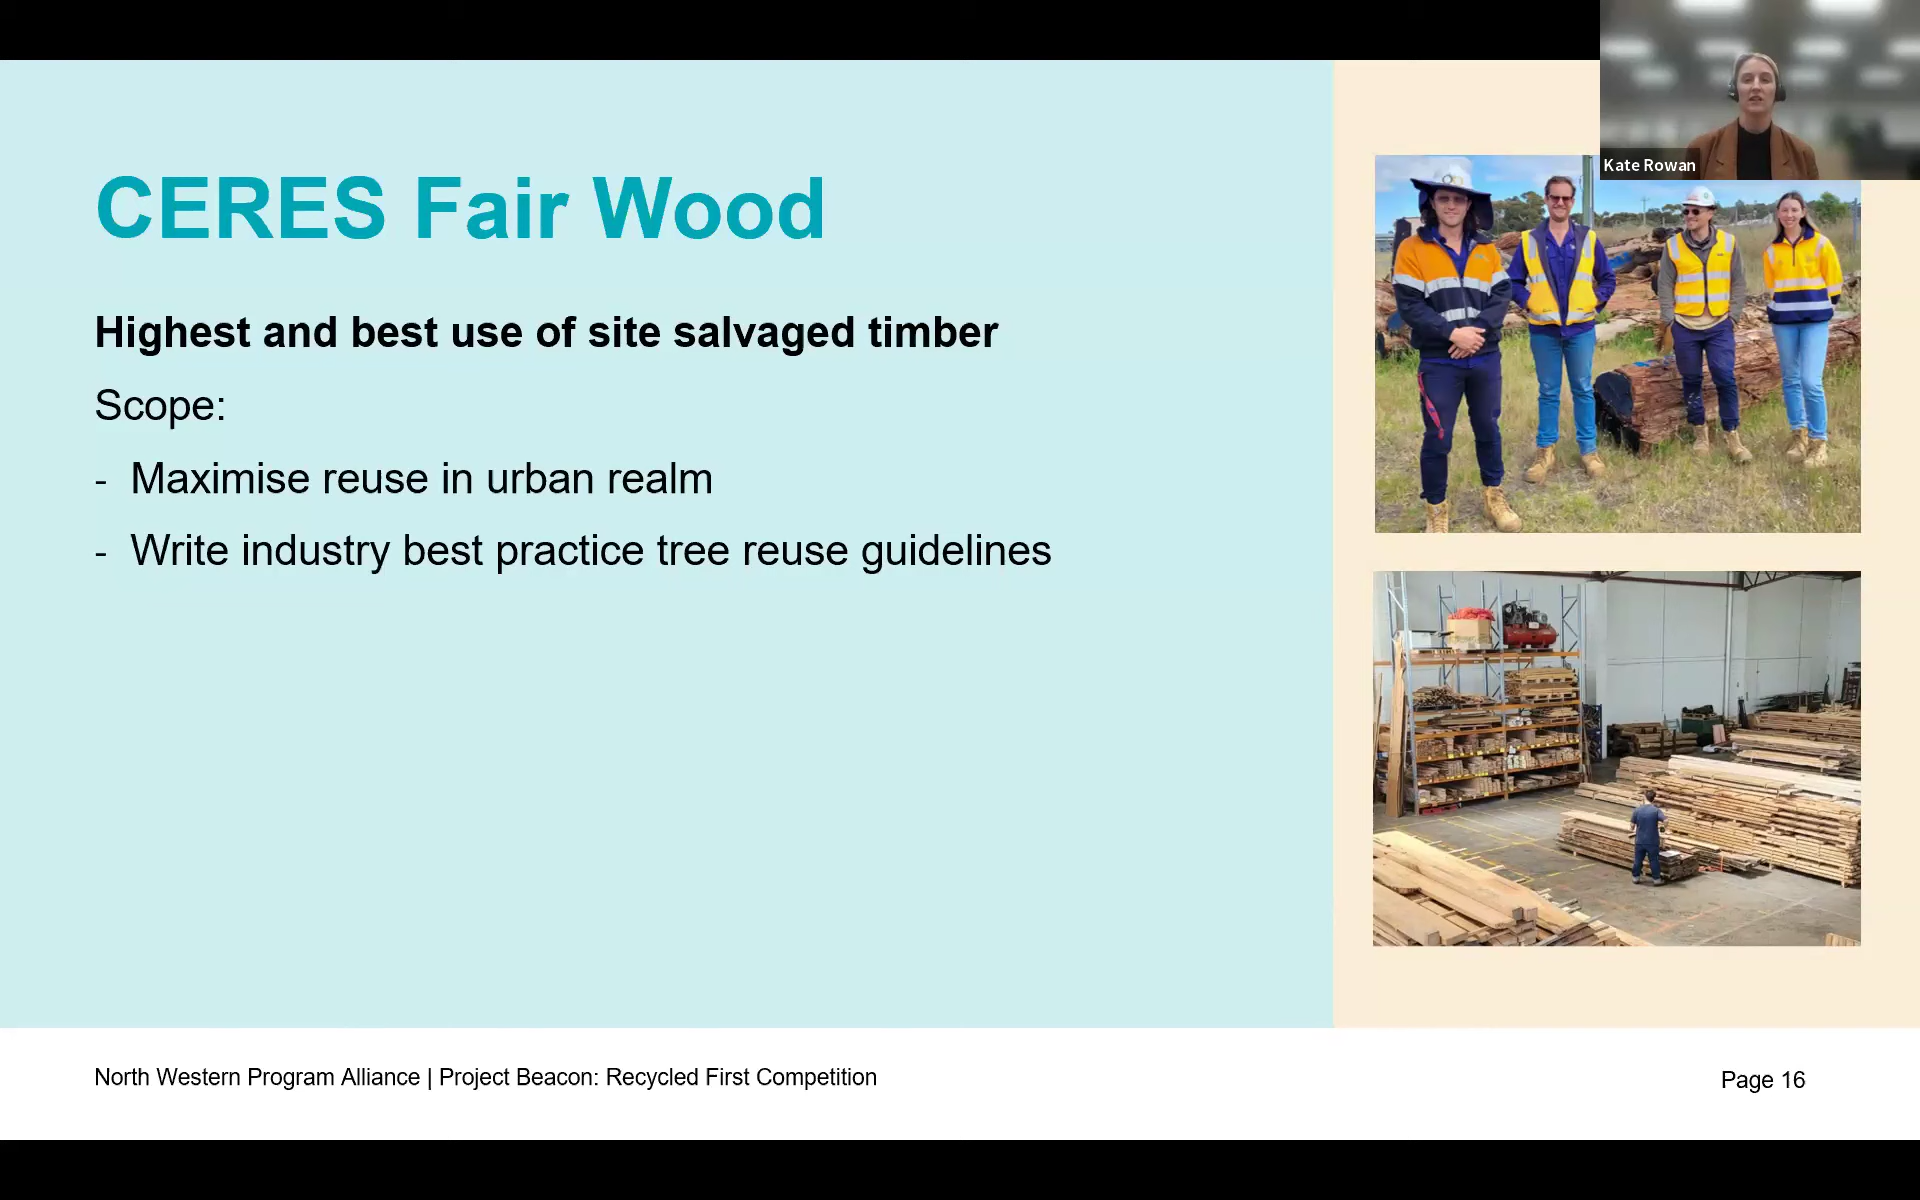 Kate Rowan
CERES Fair Wood
Highest and best use of site salvaged timber
Scope:
- Maximise reuse in urban realm
- Write industry best practice tree reuse guidelines
North Western Program Alliance | Project Beacon: Recycled First Competition
Page 16